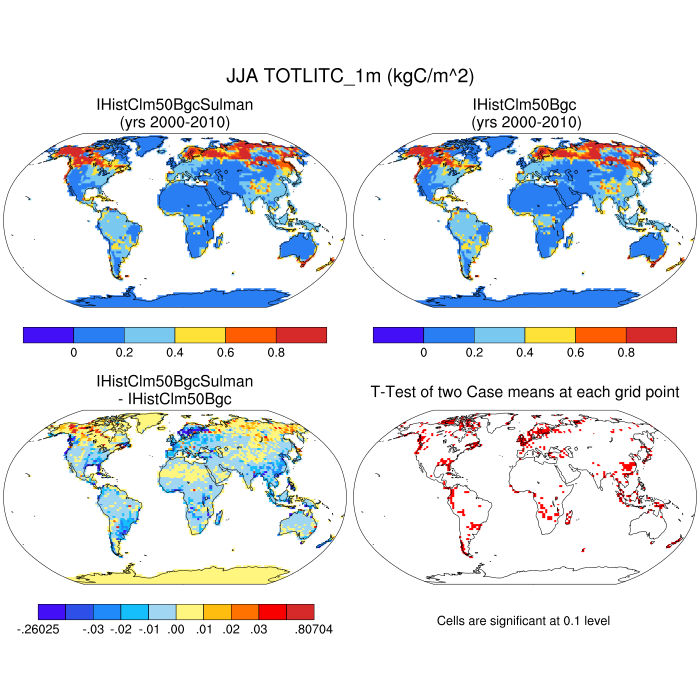 JJA TOTLITC_1m (kgC/m^2)
IHistClm50BgcSulman
(yrs 2000-2010)
IHistClm50Bgc
(yrs 2000-2010)
0 0.2 0.4 0.6 0.8
0 0.2 0.4 0.6 0.8
IHistClm50BgcSulman
- IHistClm50Bgc
T-Test of two Case means at each grid point
-.26025 -.03 -.02 -.01 .00 .01 .02 .03 .80704
Cells are significant at 0.1 level